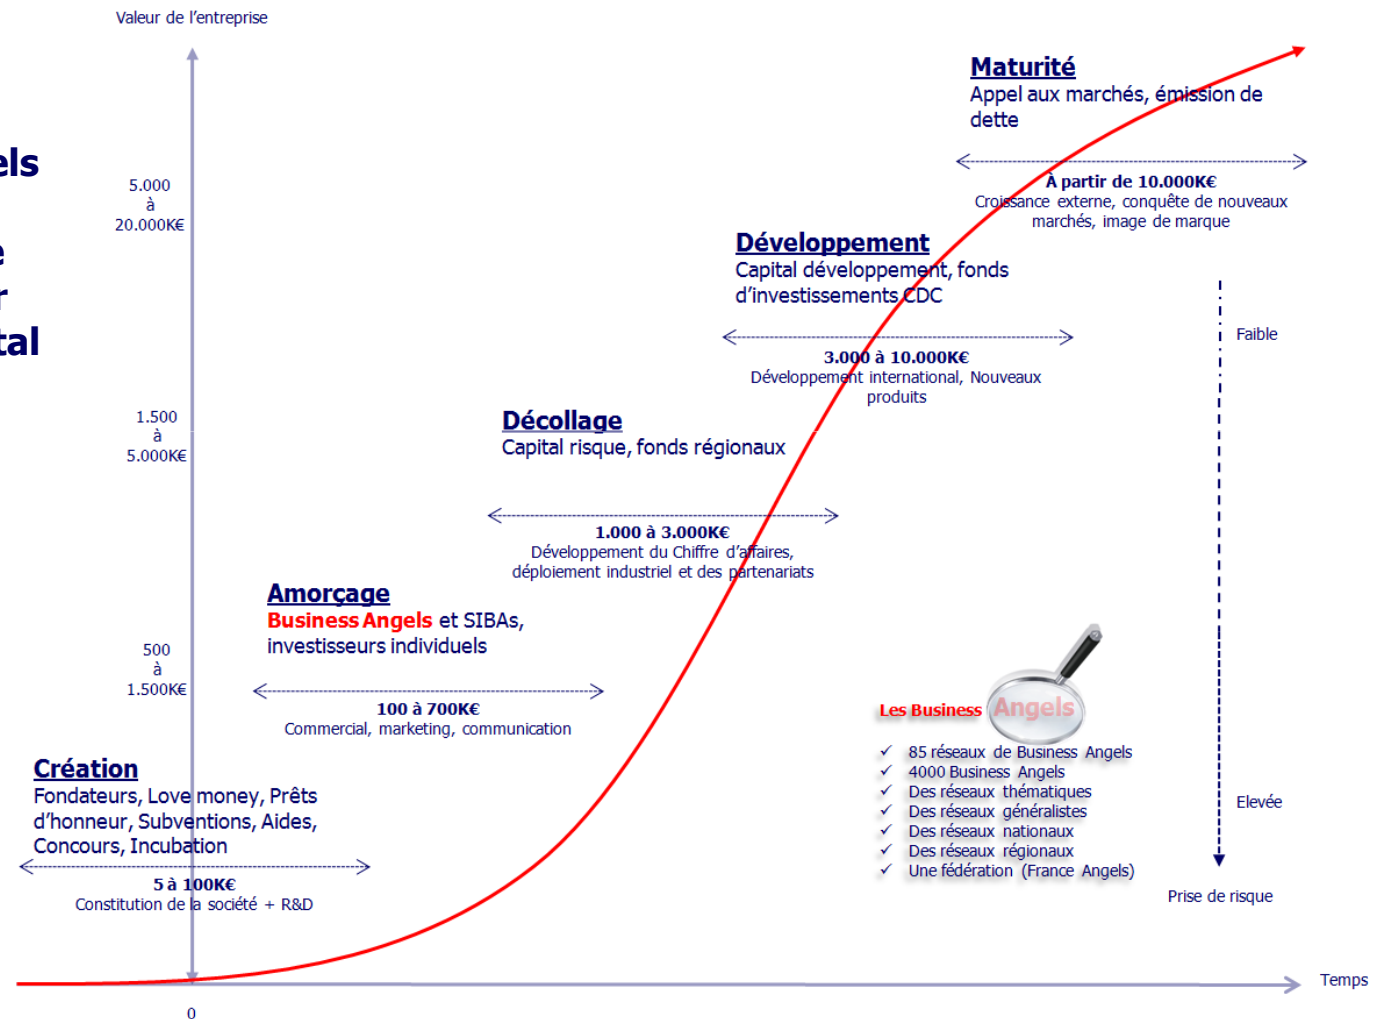 Valeur de l'entreprise
Maturité
Appel aux marchés, émission de
dette
À partir de 10.000K€
Croissance externe, conquête de nouveaux
marchés, image de marque
5.000
à
20.000K€
Développement
Capital développement, fonds
d'investissements CDC
3.000 à 10.000K€
Développement international, Nouveaux
produits
Faible
1.500
à
5.000K€
Décollage
Capital risque, fonds régionaux
1.000 à 3.000K€
Développement du Chiffre d'affaires,
déploiement industriel et des partenariats
Amorçage
Business Angels et SIBAs,
investisseurs individuels
500
à
1.500K€
100 à 700K€
Commercial, marketing, communication
Les Business Angels
✓ 85 réseaux de Business Angels
✓ 4000 Business Angels
✓ Des réseaux thématiques
✓ Des réseaux généralistes
✓ Des réseaux nationaux
✓ Des réseaux régionaux
✓ Une fédération (France Angels)
Elevée
Prise de risque
Création
Fondateurs, Love money, Prêts
d'honneur, Subventions, Aides,
Concours, Incubation
5 à 100K€
Constitution de la société + R&D
Temps
0